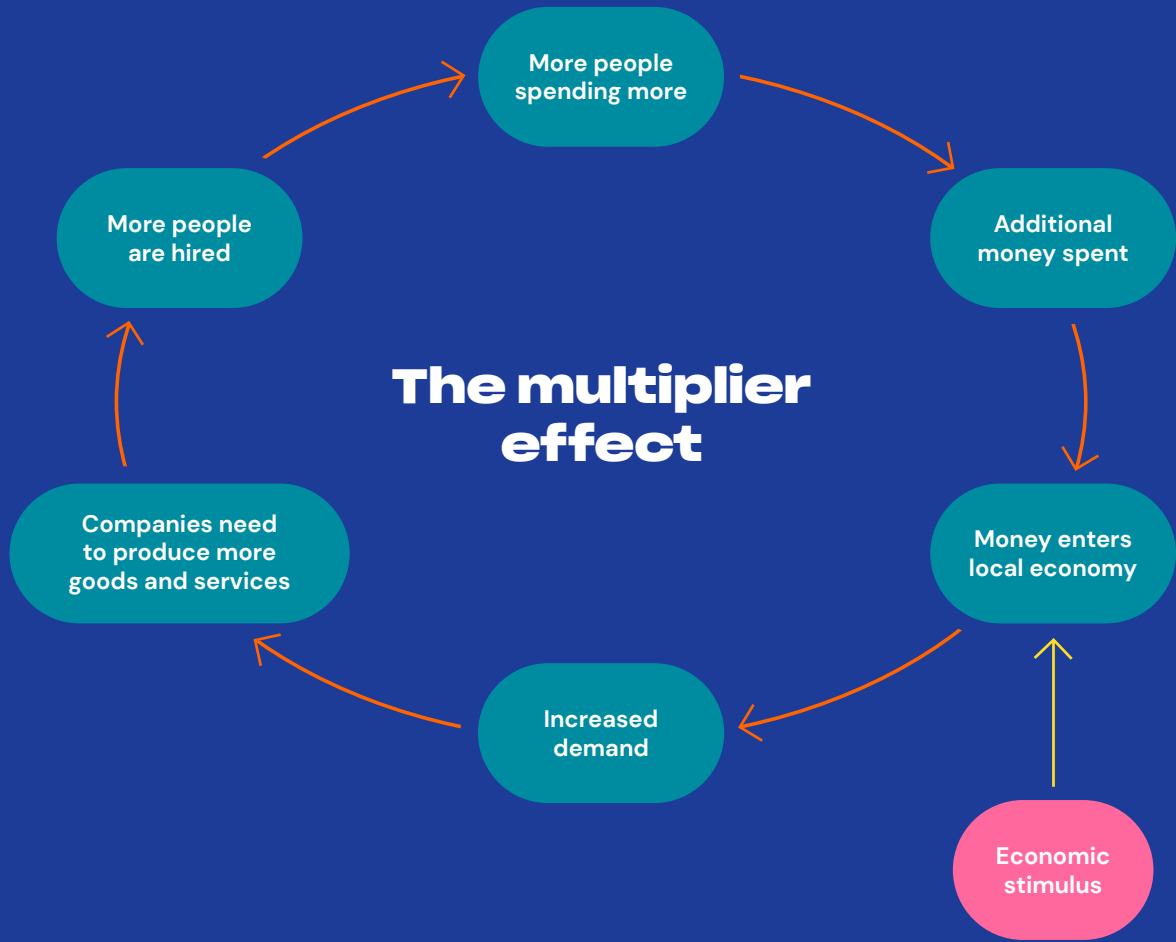 More people
spending more
Additional
money spent
Money enters
local economy
Increased
demand
Companies need
to produce more
goods and services
More people
are hired
The multiplier
effect
Economic
stimulus